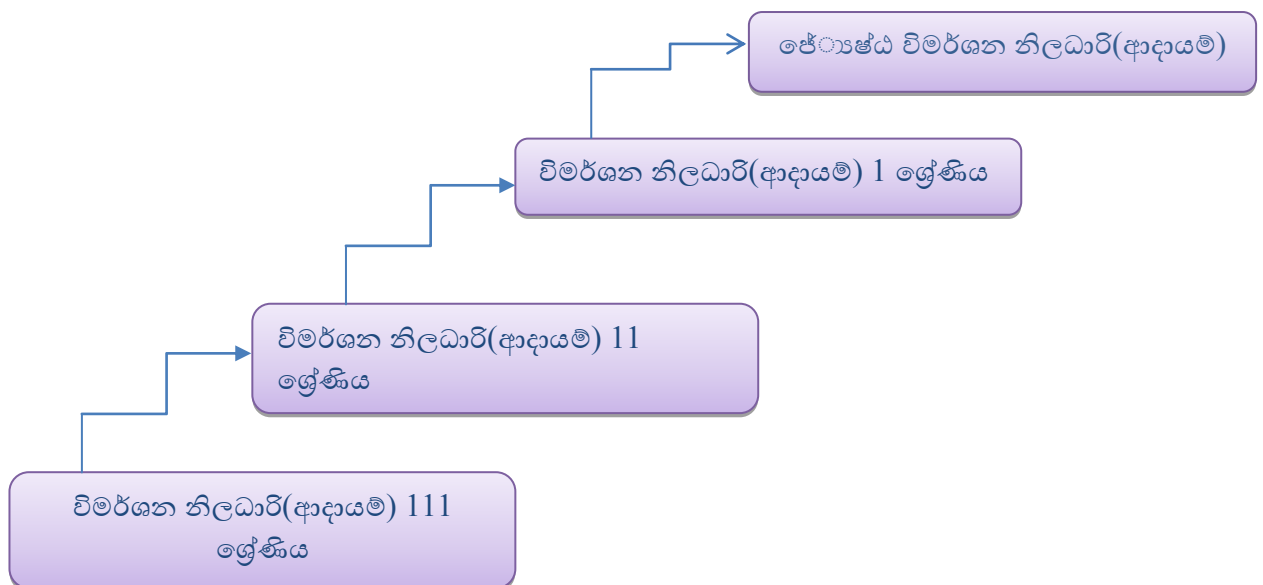 ජේ්‍යෂ්ඨ විමර්ශන නිලධාරි(ආදායම්)
විමර්ශන නිලධාරි(ආදායම්) 1 ශ්‍රේණිය
විමර්ශන නිලධාරි(ආදායම්) 11
ශ්‍රේණිය
විමර්ශන නිලධාරි(ආදායම්) 111
ශ්‍රේණිය